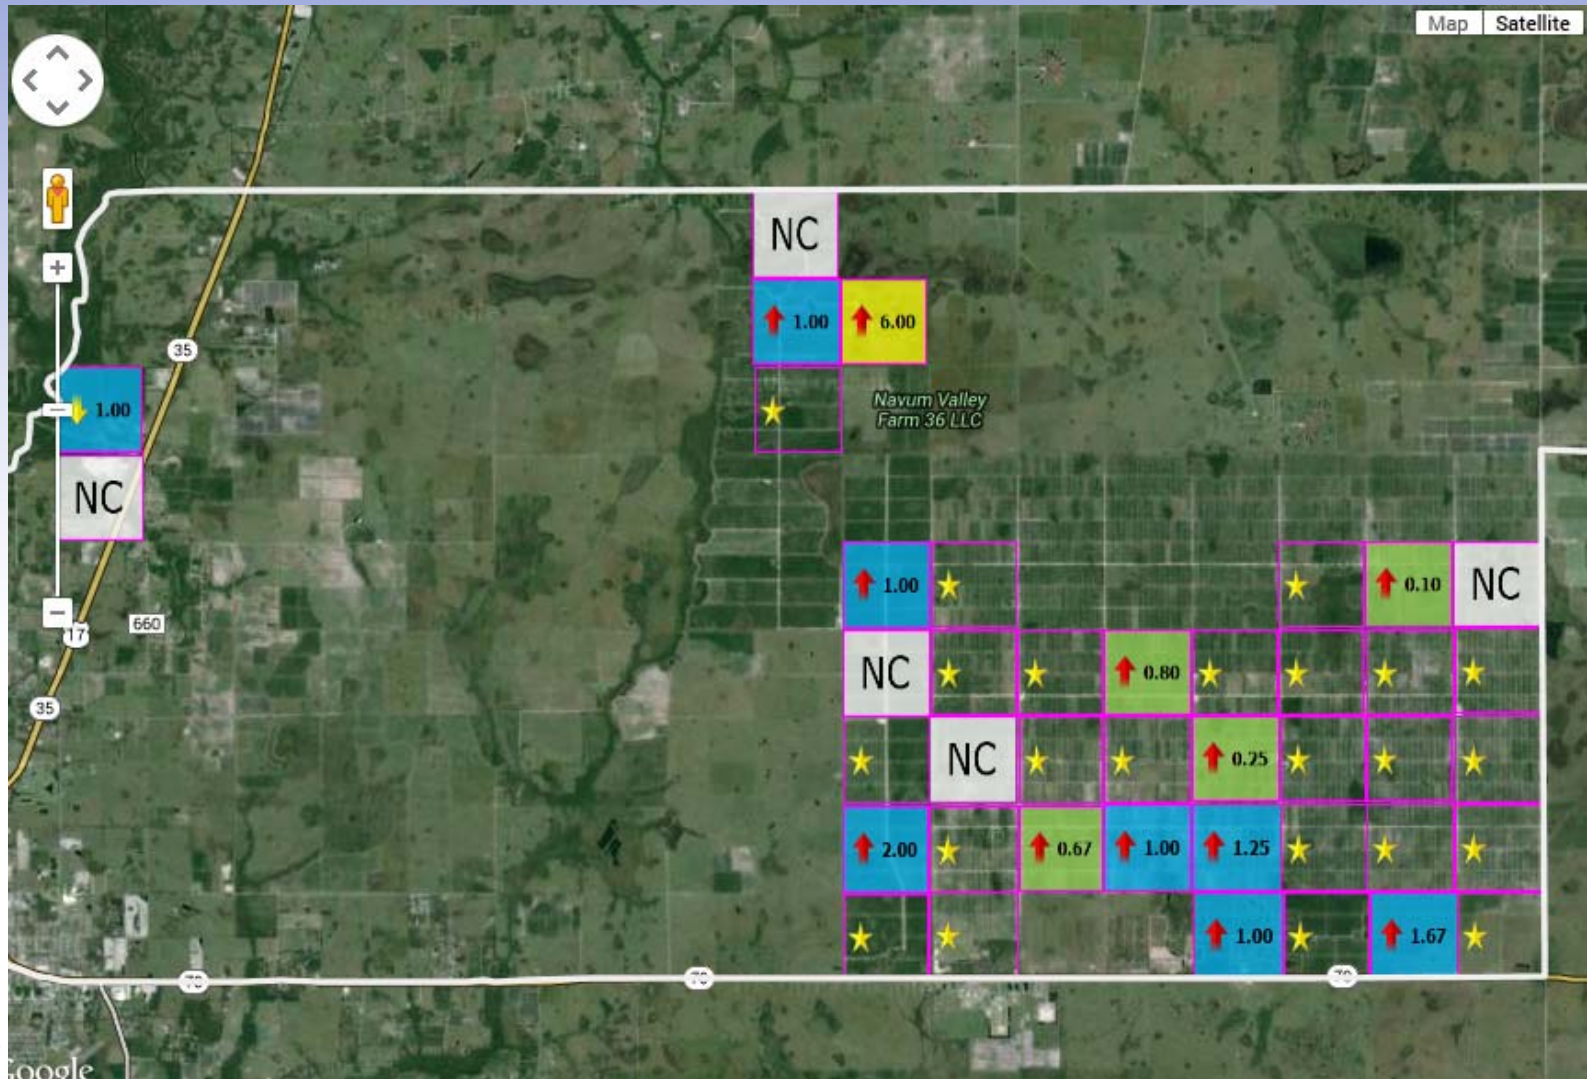 Map Satellite
NC
1.00 6.00
35
1.00
Navum Valley
Farm 36 LLC
NC
1.00 0.10 NC
17 660
NC 0.80
35
NC 0.25
2.00 0.67 1.00 1.25
1.00 1.67
70 70 70
Google